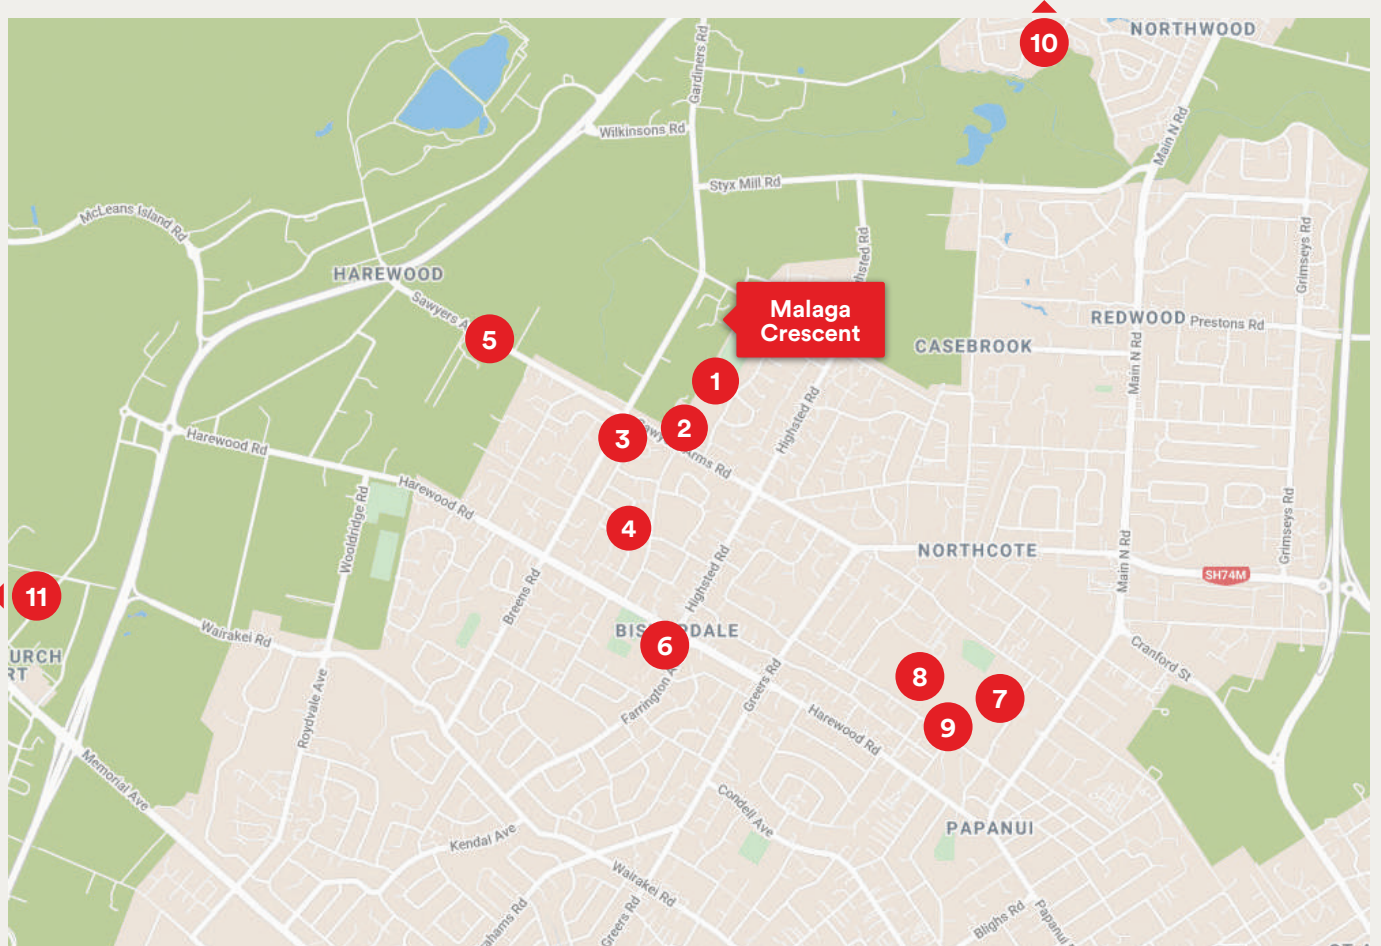 10
NORTHWOOD
Gardiners Rd
Main N Rd
Wilkinsons Rd
Styx Mill Rd
McLeans Island Rd
Grimseys Rd
HAREWOOD
Sawyers
5
Malaga
Crescent
REDWOOD
Prestons Rd
CASEBROOK
Main N Rd
1
2
3
Arms Rd
Highsted Rd
Harewood Rd
Harewood Rd
Wooldridge Rd
4
Grimseys Rd
NORTHCOTE
Main N Rd
SH74M
Highsted Rd
Breens Rd
11
Wairakei Rd
6
Cranford St
8
7
9
Roydvale Ave
Farrington
Greers Rd
Harewood Rd
Memorial Ave
Condell Ave
PAPANUI
Kendal Ave
Wairakei Rd
Greers Rd
Blighs Rd
Papanui